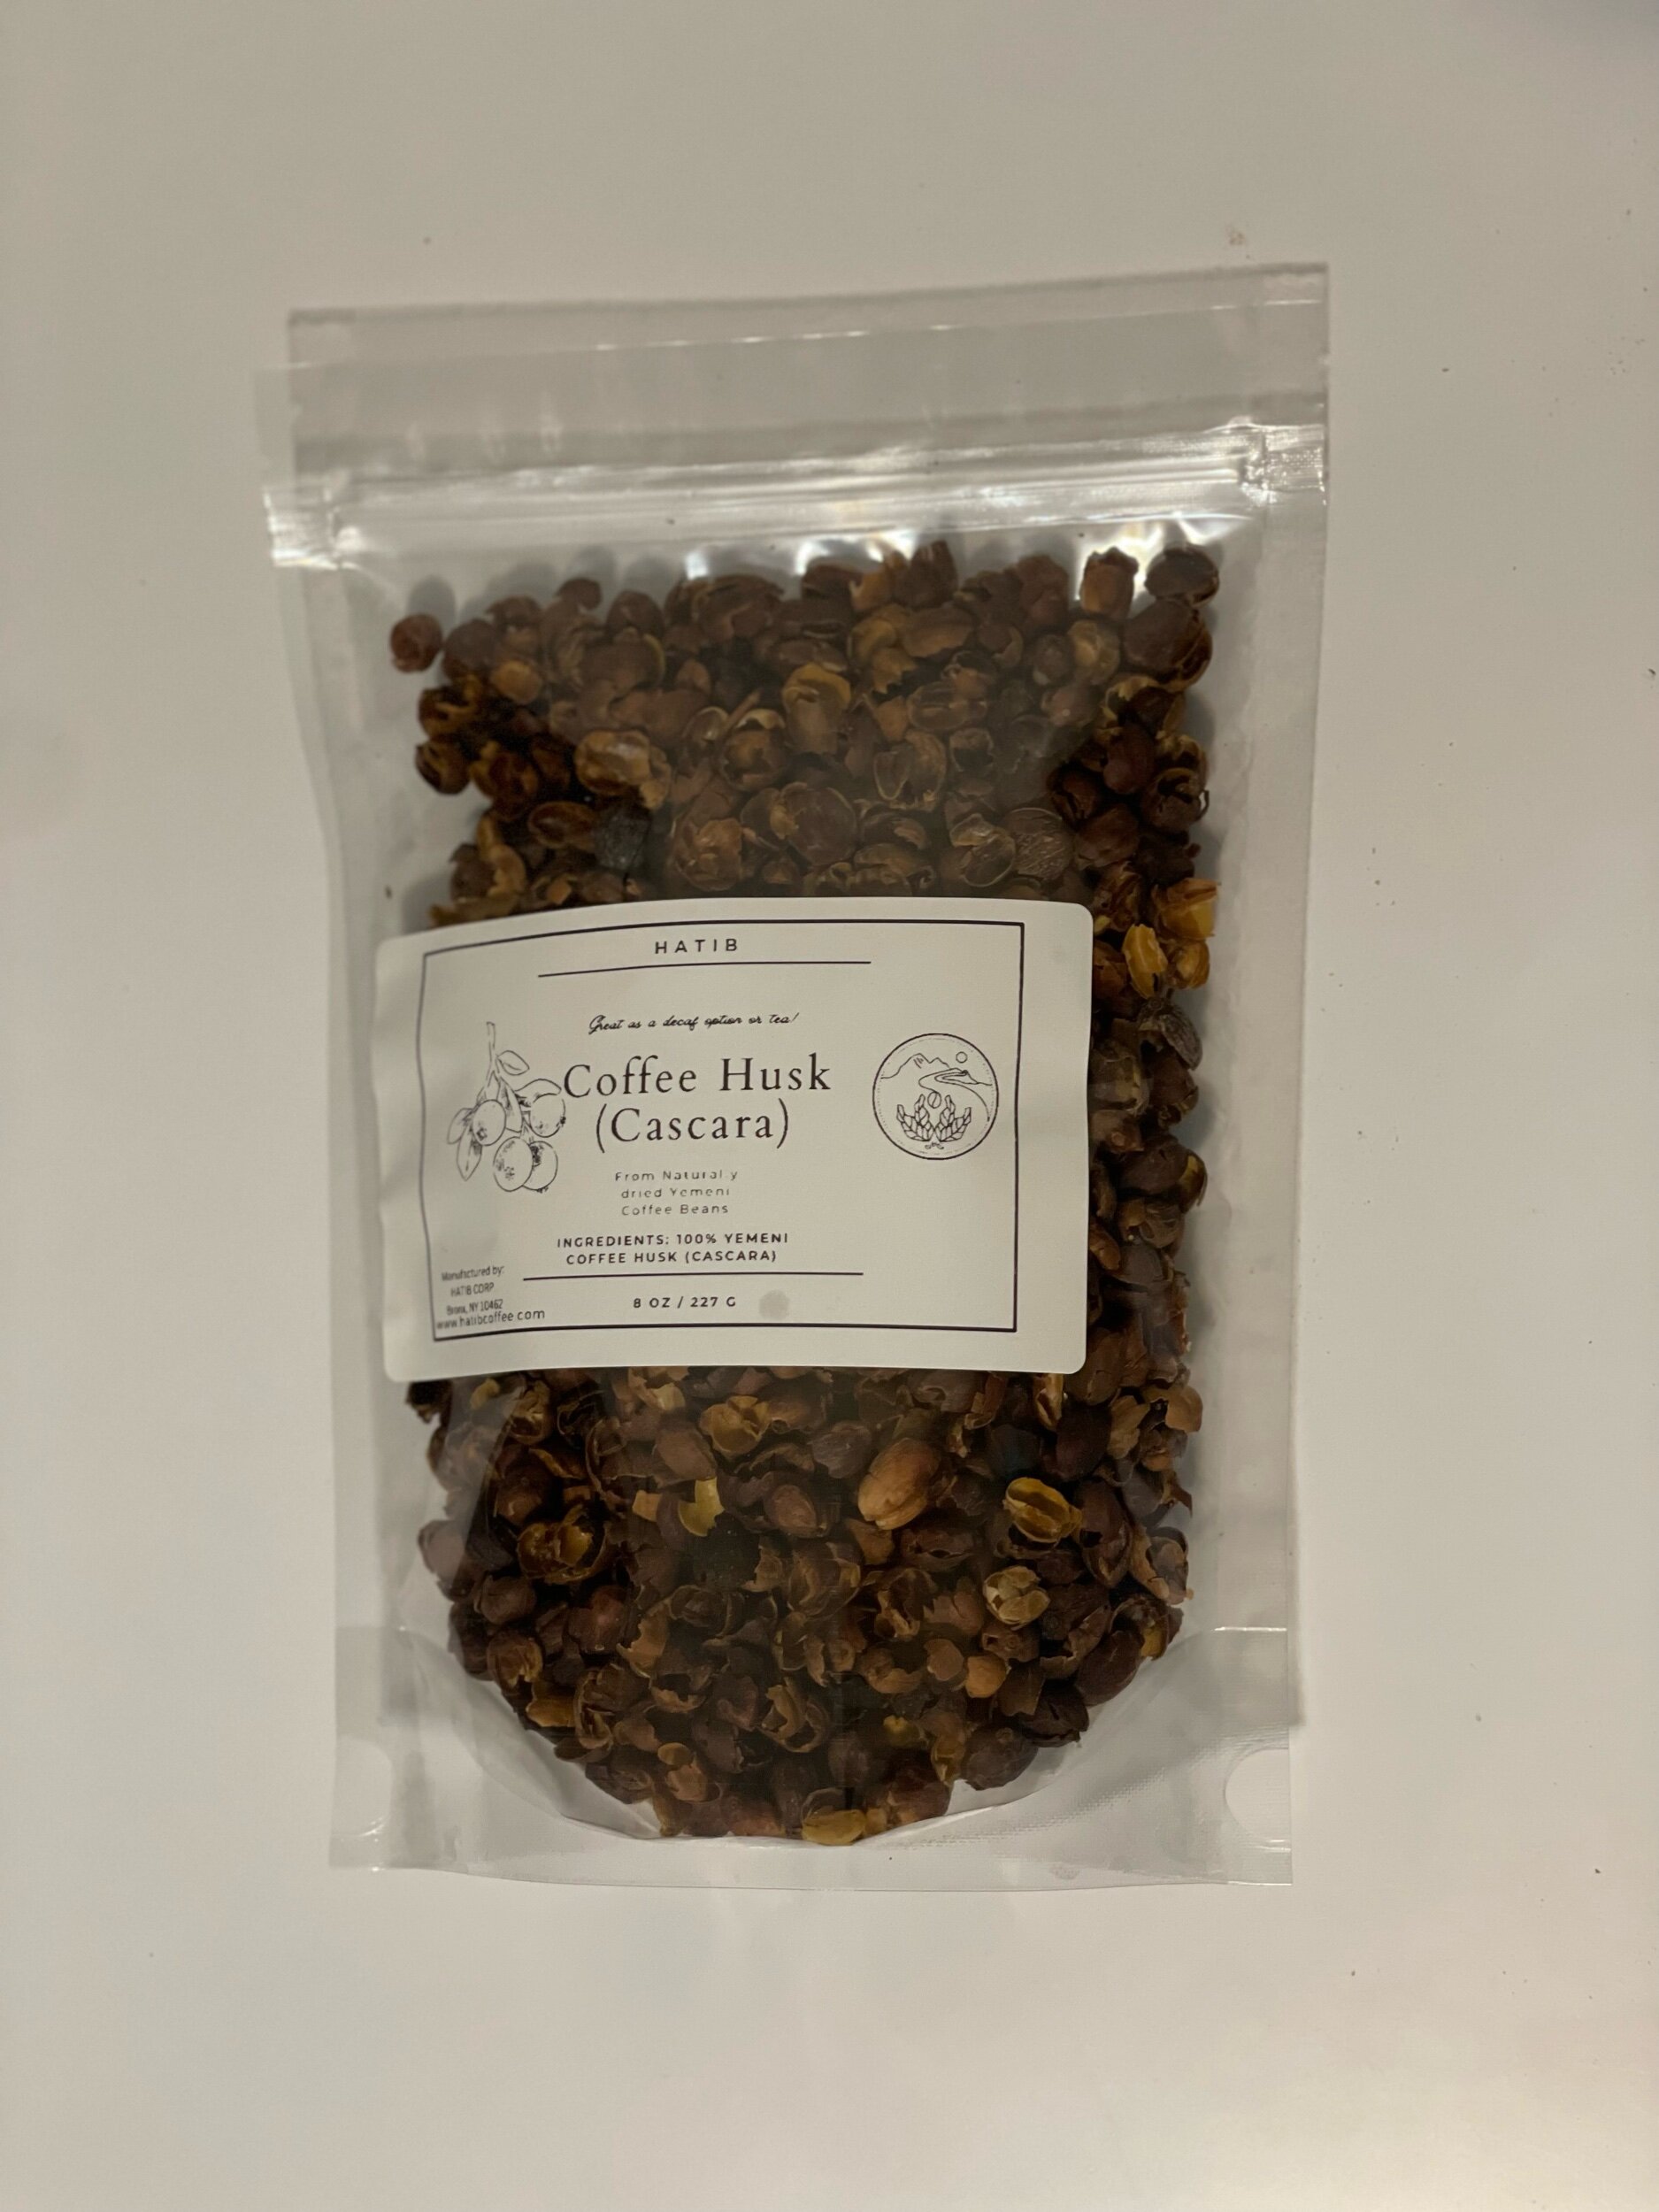 HATIB
Great as a decaf option or tea!
Coffee Husk
(Cascara)
From Naturally
dried Yemeni
Coffee Beans
INGREDIENTS: 100% YEMENI
COFFEE HUSK (CASCARA)
8 OZ / 227 G
Manufactured by:
HATIB CORP
Bronx, NY 10462
www.hatibcoffee.com